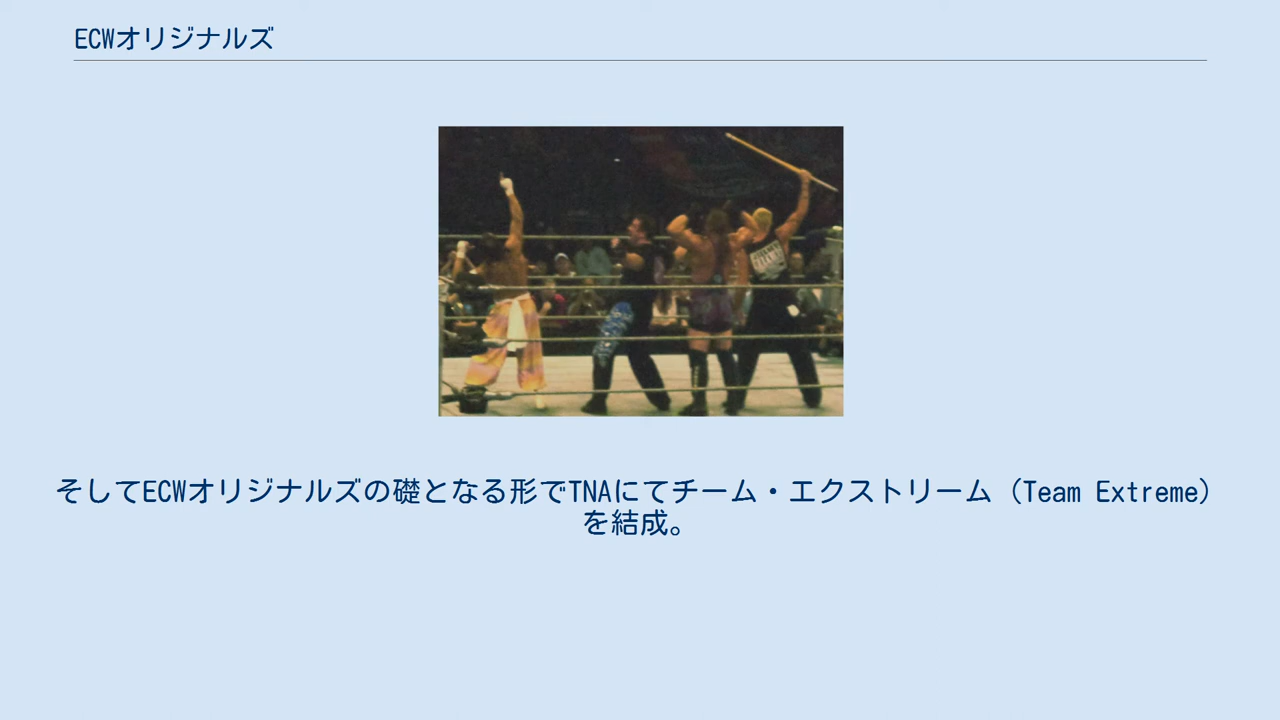 ECWオリジナルズ
そしてECWオリジナルズの礎となる形でTNAにてチーム・エクストリーム（Team Extreme）
を結成。